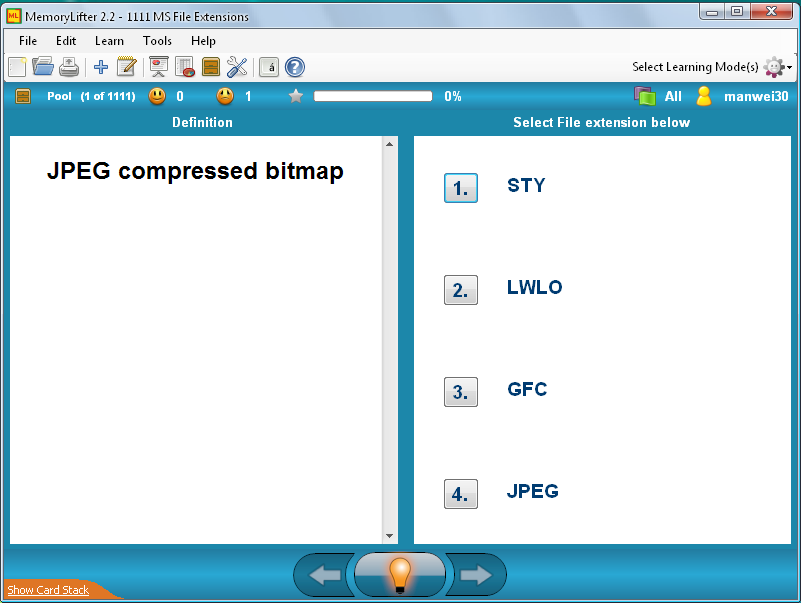 MemoryLifter 2.2 - 1111 MS File Extensions
File Edit Learn Tools Help
Select Learning Mode(s)
Pool (1 of 1111) 0 1 0% All manwei30
Definition
Select File extension below
JPEG compressed bitmap
1. STY
2. LWLO
3. GFC
4. JPEG
Show Card Stack